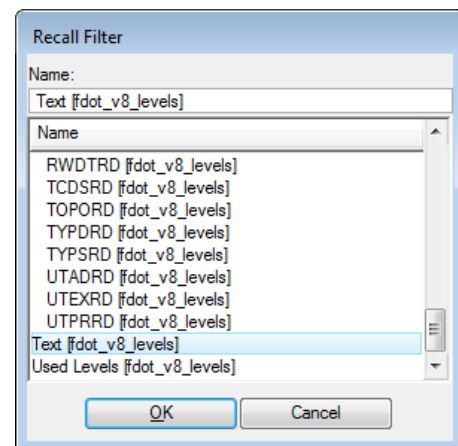 Recall Filter
Name:
Text [fdot_v8_levels]
Name
RWDTRD [fdot_v8_levels]
TCDSRD [fdot_v8_levels]
TOPORD [fdot_v8_levels]
TYPDRD [fdot_v8_levels]
TYPSRD [fdot_v8_levels]
UTADRD [fdot_v8_levels]
UTEXRD [fdot_v8_levels]
UTPRRD [fdot_v8_levels]
Text [fdot_v8_levels]
Used Levels [fdot_v8_levels]
OK Cancel